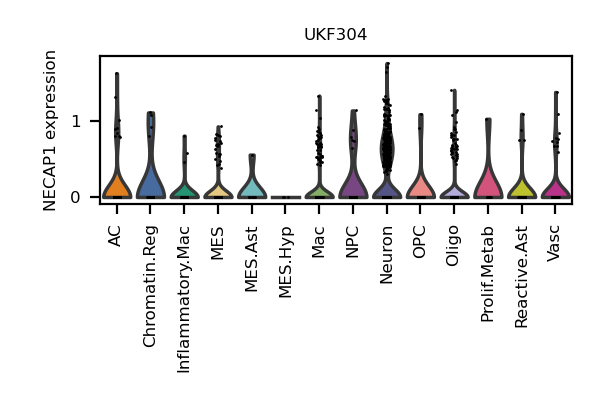 UKF304
NECAP1 expression
1
0
AC
Chromatin.Reg
Inflammatory.Mac
MES
MES.Ast
MES.Hyp
Mac
NPC
Neuron
OPC
Oligo
Prolif.Metab
Reactive.Ast
Vasc